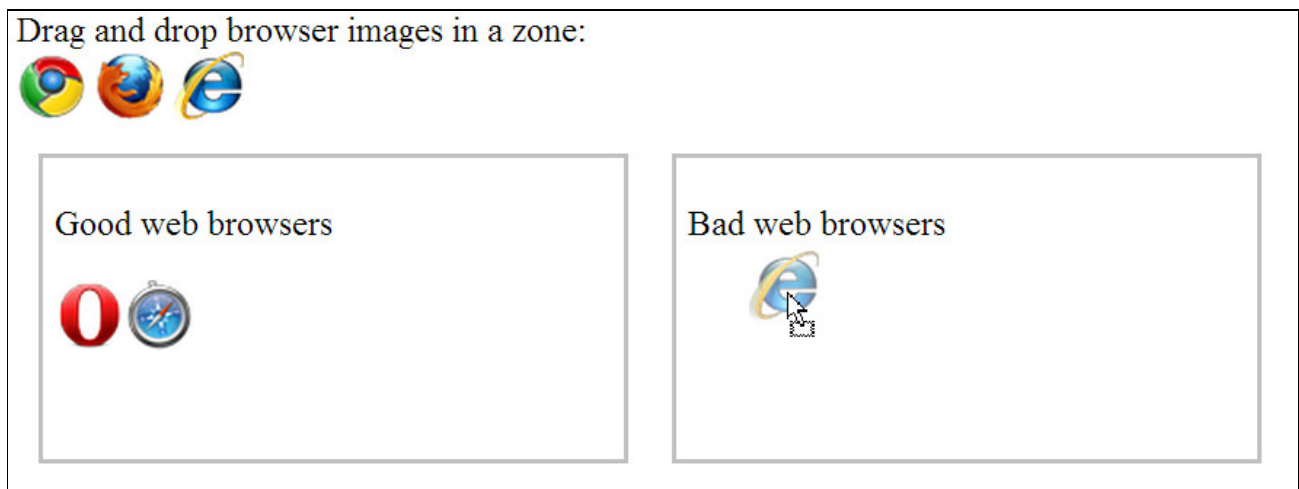 Drag and drop browser images in a zone:
Good web browsers
Bad web browsers